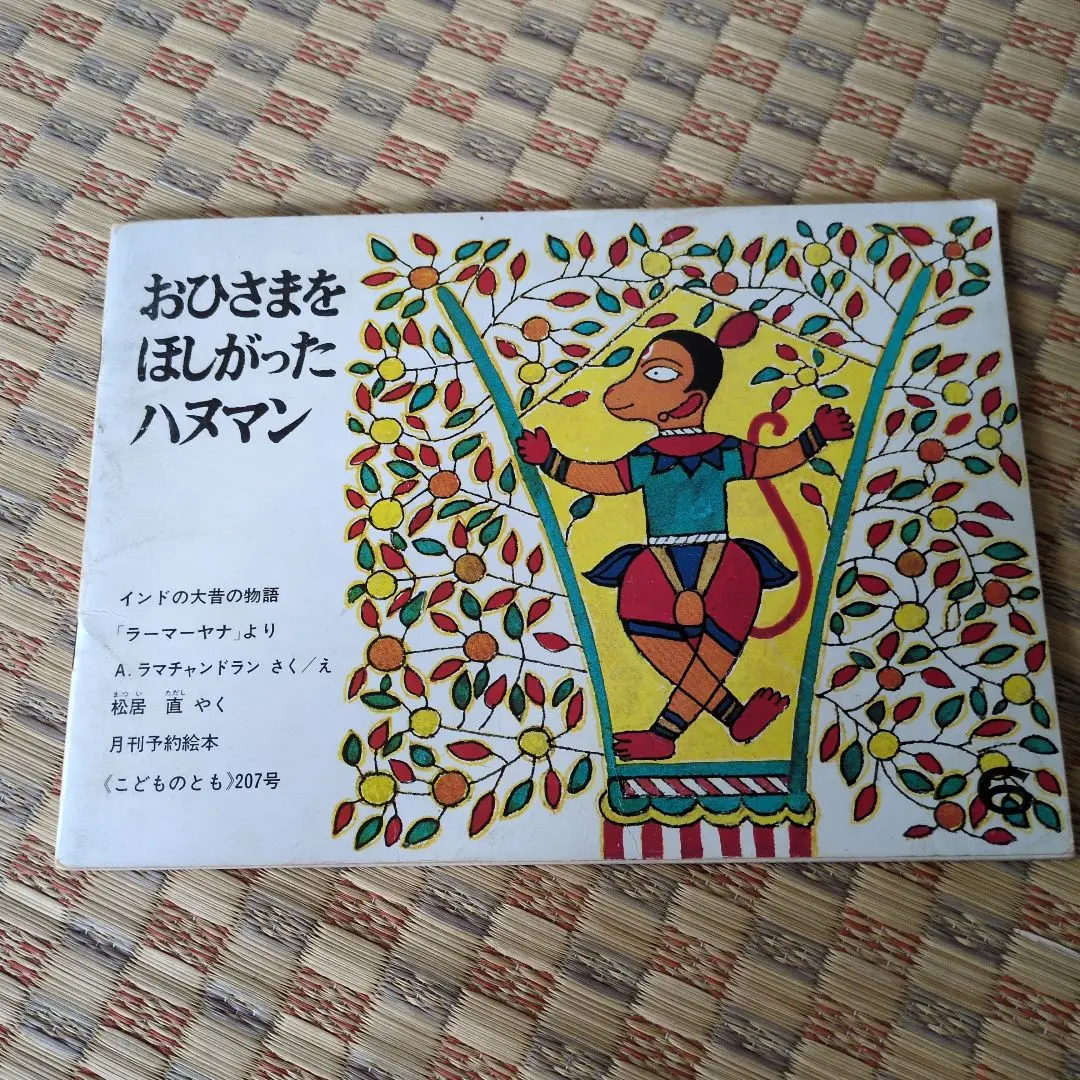 おひさまを
ほしがった
ハヌマン
インドの大昔の物語
「ラーマーヤナ」より
A. ラマチャンドラン さく/え
まつい ただし
松居 直 やく
月刊予約絵本
《こどものとも》207号
6